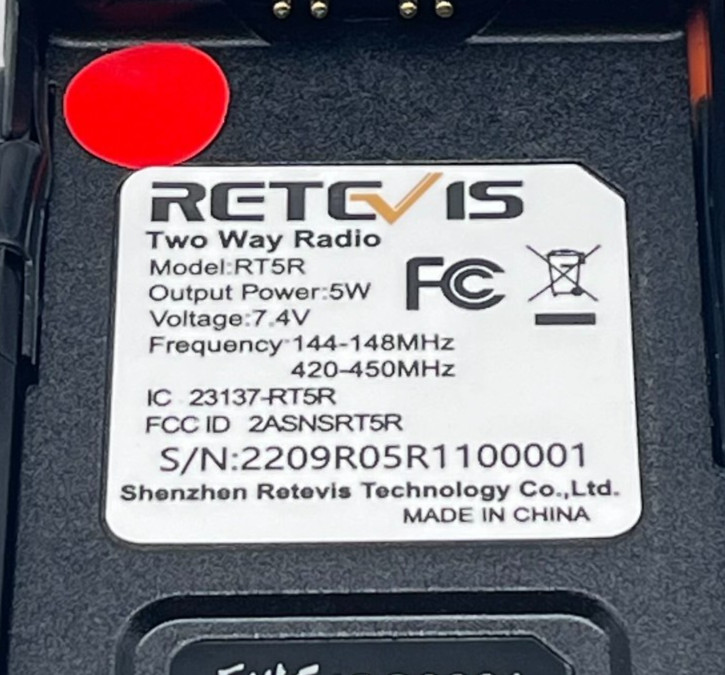 RETEVIS
Two Way Radio
Model:RT5R
Output Power:5W
FC
Voltage:7.4V
Frequency 144-148MHz
420-450MHz
IC 23137-RT5R
FCC ID 2ASNSRT5R
S/N:2209R05R1100001
Shenzhen Retevis Technology Co.,Ltd.
MADE IN CHINA